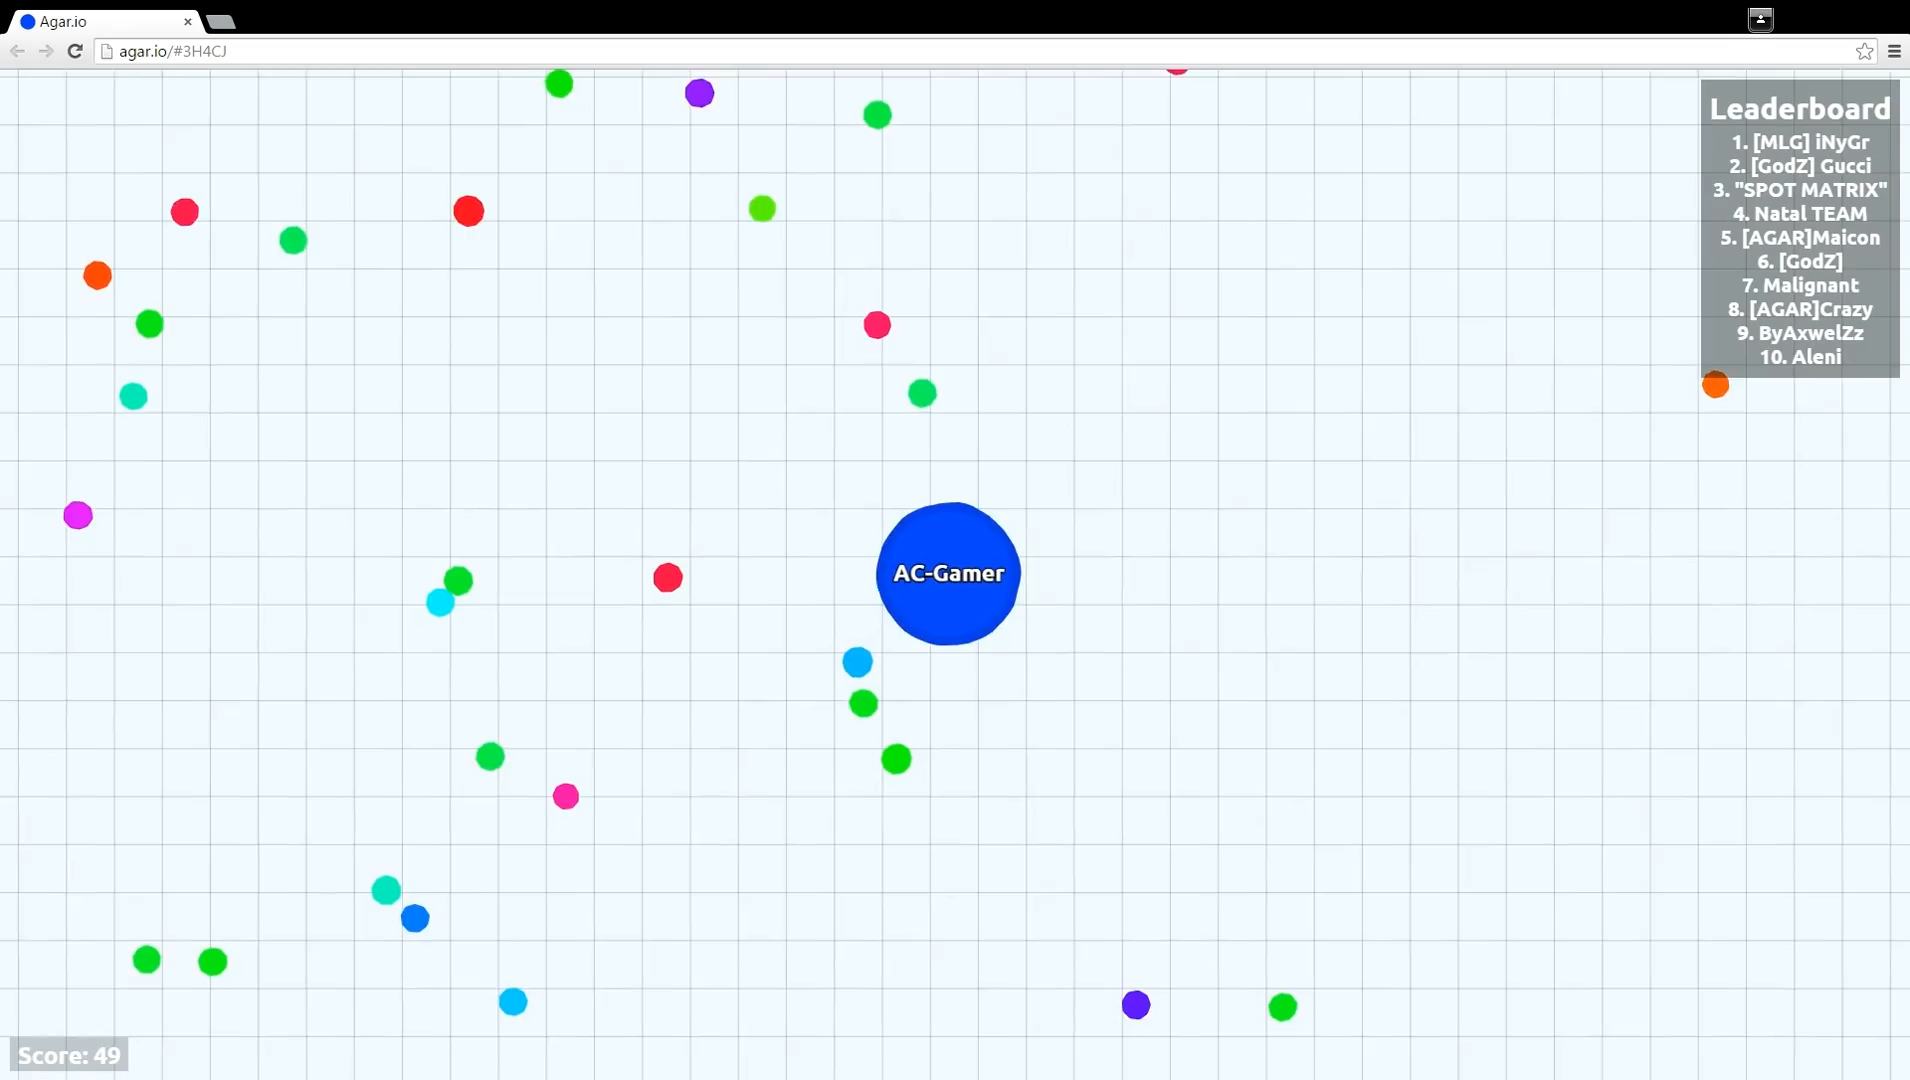 Agar.io
agar.io/#3H4CJ
Leaderboard
1. [MLG] iNyGr
2. [GodZ] Gucci
3. "SPOT MATRIX"
4. Natal TEAM
5. [AGAR]Maicon
6. [GodZ]
7. Malignant
8. [AGAR]Crazy
9. ByAxwelZz
10. Aleni
AC-Gamer
Score: 49